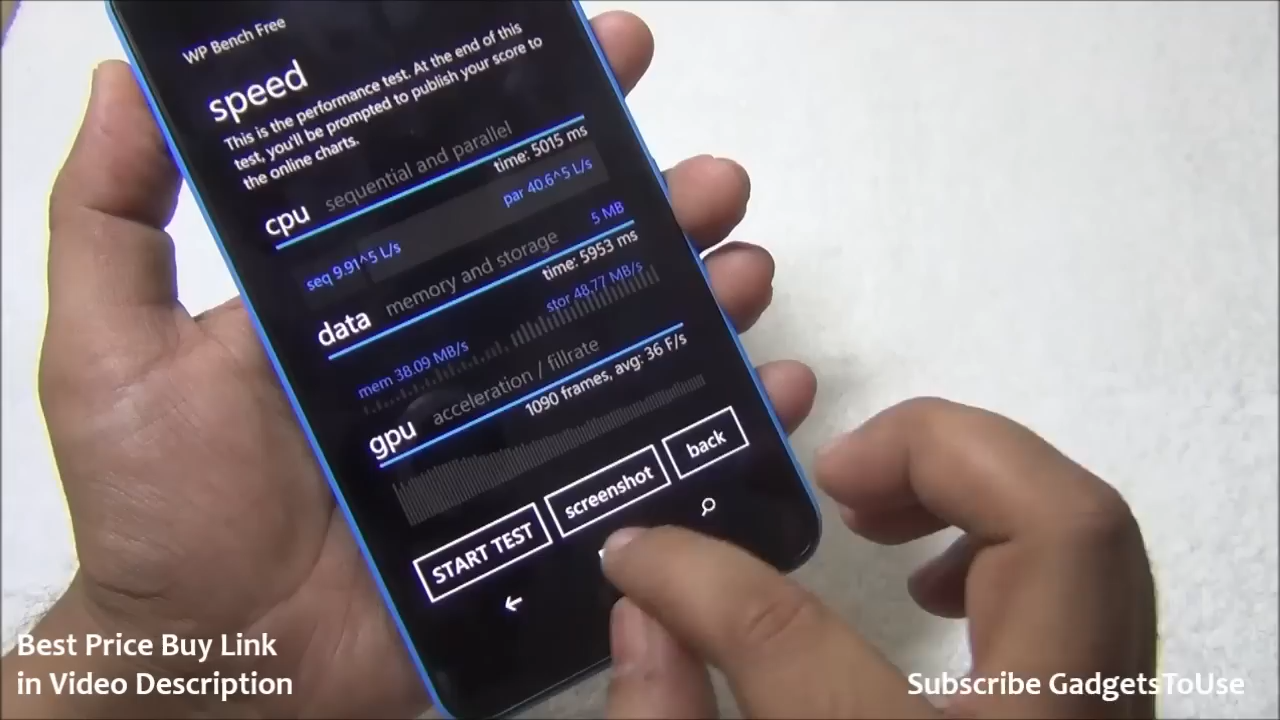 WP Bench Free
speed
This is the performance test. At the end of this
test, you'll be prompted to publish your score to
the online charts.
cpu sequential and parallel
time: 5015 ms
seq 9.91^5 L/s par 40.6^5 L/s
5 MB
data memory and storage
time: 5953 ms
mem 38.09 MB/s stor 48.77 MB/s
gpu acceleration / fillrate
1090 frames, avg: 36 F/s
START TEST screenshot back
Best Price Buy Link
in Video Description
Subscribe GadgetsToUse